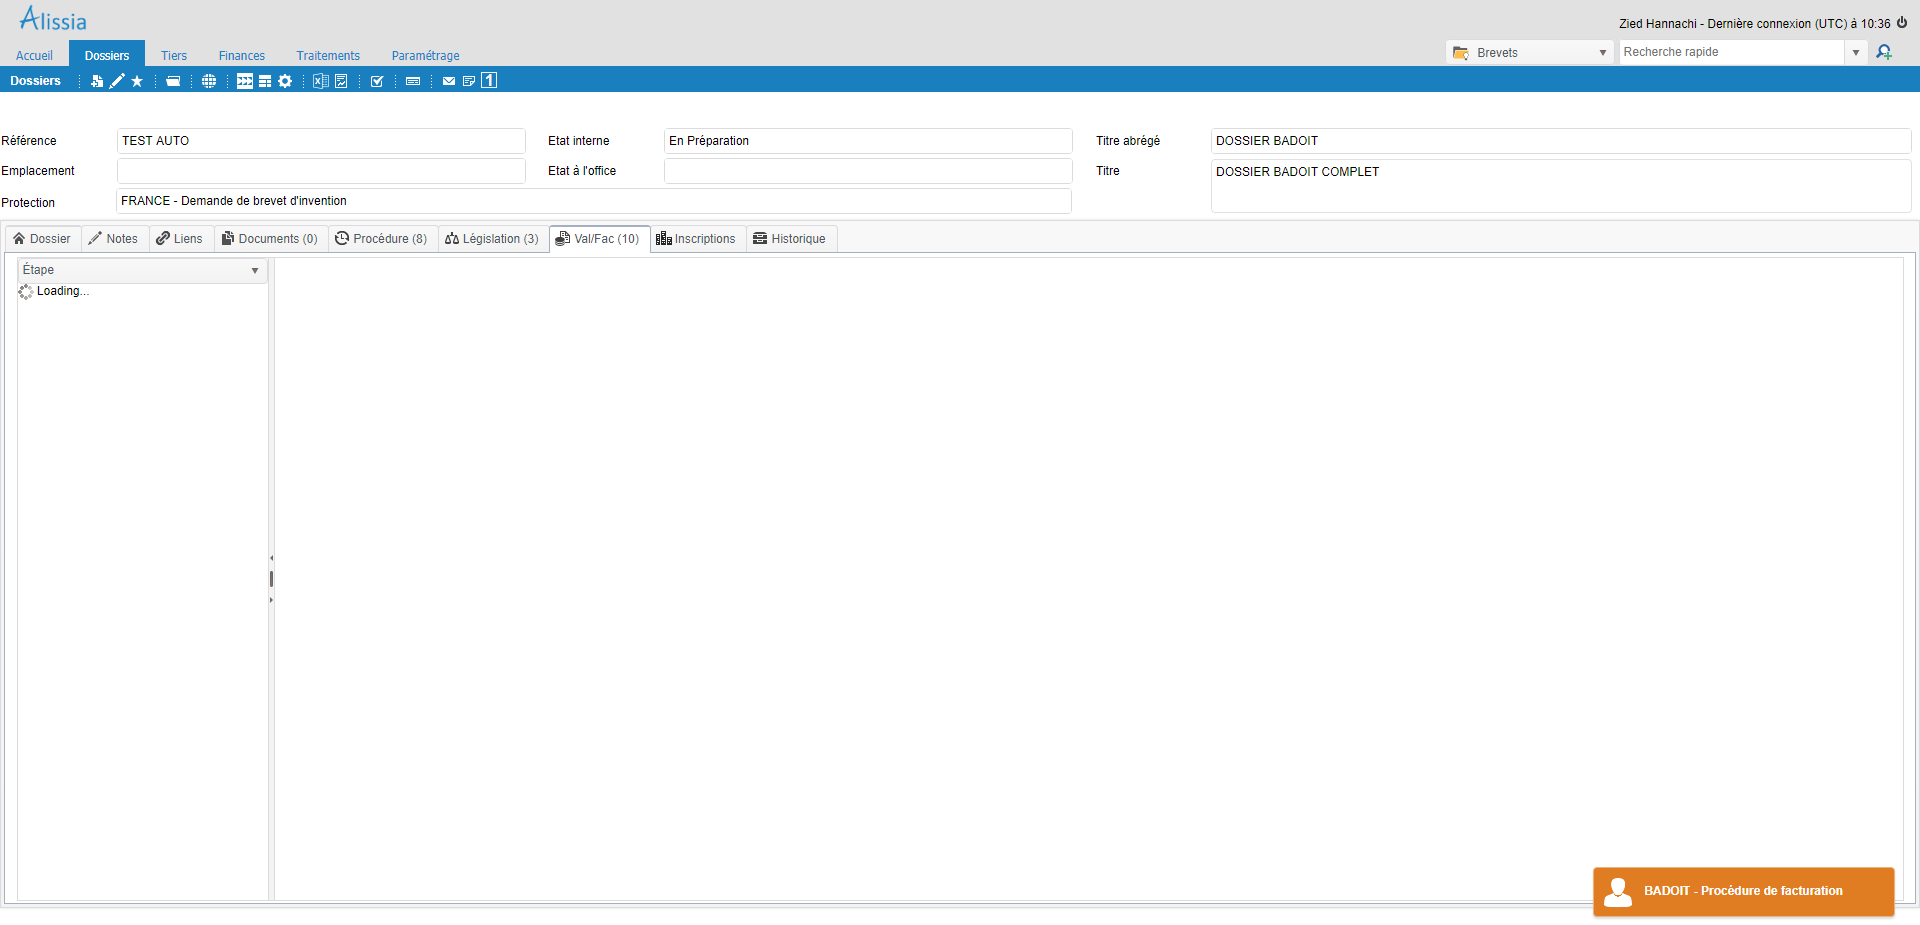 Alissia
Zied Hannachi - Dernière connexion (UTC) à 10:36
Accueil Dossiers Tiers Finances Traitements Paramétrage
Brevets Recherche rapide
Dossiers 1
Référence TEST AUTO Etat interne En Préparation Titre abrégé DOSSIER BADOIT
Emplacement Etat à l'office Titre DOSSIER BADOIT COMPLET
Protection FRANCE - Demande de brevet d'invention
Dossier Notes Liens Documents (0) Procédure (8) Législation (3) Val/Fac (10) Inscriptions Historique
Étape
Loading...
BADOIT - Procédure de facturation